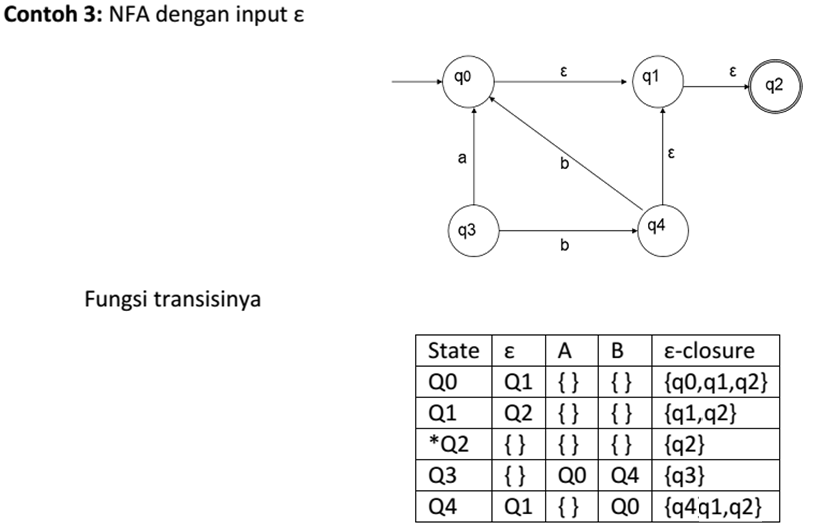 Contoh 3: NFA dengan input ε
q0 ε q1 ε q2
a b ε
q3 b q4
Fungsi transisinya
State ε A B ε-closure
Q0 Q1 {} {} {q0,q1,q2}
Q1 Q2 {} {} {q1,q2}
*Q2 {} {} {} {q2}
Q3 {} Q0 Q4 {q3}
Q4 Q1 {} Q0 {q4q1,q2}